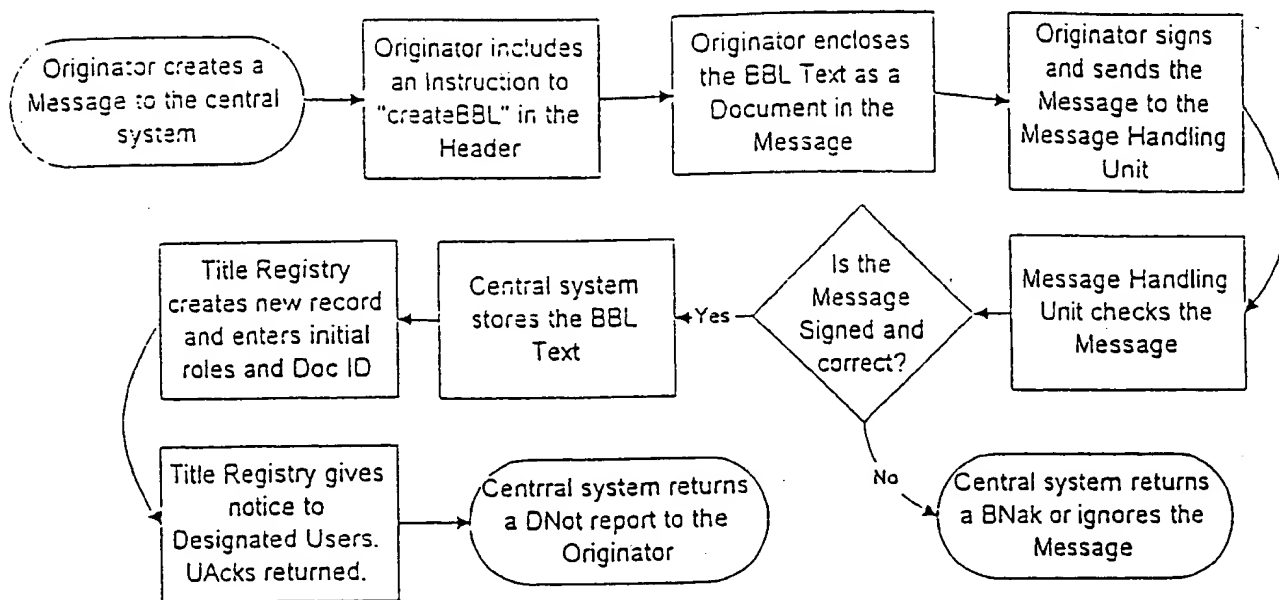 Originator creates a
Message to the central
system
Originator includes
an Instruction to
"createBBL" in the
Header
Originator encloses
the BBL Text as a
Document in the
Message
Originator signs
and sends the
Message to the
Message Handling
Unit
Message Handling
Unit checks the
Message
Is the
Message
Signed and
correct?
Yes
Central system
stores the BBL
Text
Title Registry
creates new record
and enters initial
roles and Doc ID
Title Registry gives
notice to
Designated Users.
UAcks returned.
Centrral system returns
a DNot report to the
Originator
No
Central system returns
a BNak or ignores the
Message